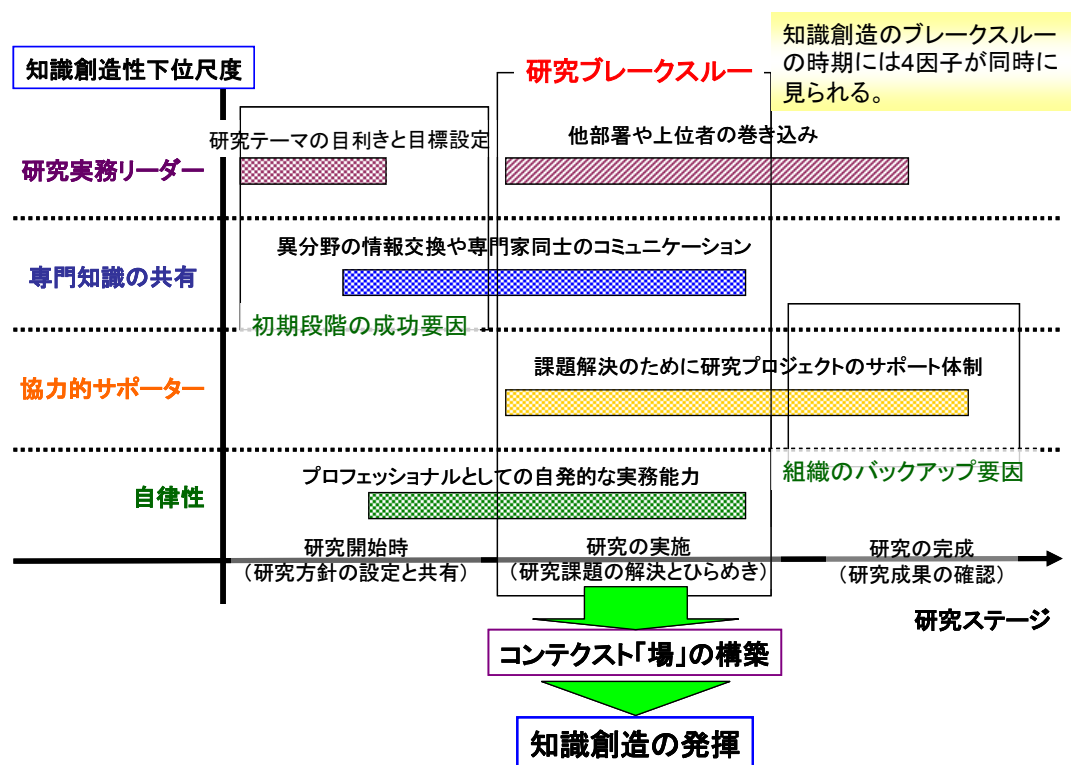 知識創造のブレークスルー
の時期には4因子が同時に
見られる。
知識創造性下位尺度
研究ブレークスルー
研究テーマの目利きと目標設定
他部署や上位者の巻き込み
研究実務リーダー
異分野の情報交換や専門家同士のコミュニケーション
専門知識の共有
初期段階の成功要因
課題解決のために研究プロジェクトのサポート体制
協力的サポーター
組織のバックアップ要因
プロフェッショナルとしての自発的な実務能力
自律性
研究開始時
(研究方針の設定と共有)
研究の実施
(研究課題の解決とひらめき)
研究の完成
(研究成果の確認)
研究ステージ
コンテクスト「場」の構築
知識創造の発揮